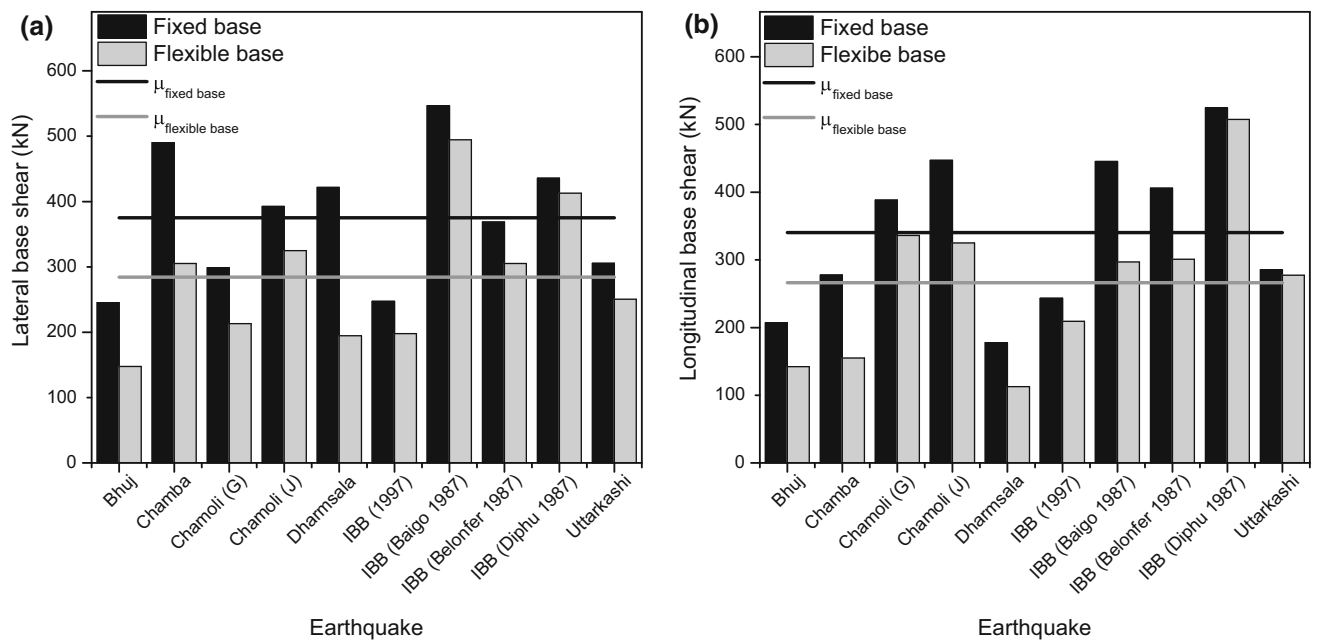 (a)
Fixed base
Flexible base
μfixed base
μflexible base
600
500
400
300
200
100
0
Lateral base shear (kN)
Bhuj
Chamba
Chamoli (G)
Chamoli (J)
Dharmsala
IBB (1997)
IBB (Baigo 1987)
IBB (Belonfer 1987)
IBB (Diphu 1987)
Uttarkashi
Earthquake
(b)
Fixed base
Flexibe base
μfixed base
μflexible base
600
500
400
300
200
100
0
Longitudinal base shear (kN)
Bhuj
Chamba
Chamoli (G)
Chamoli (J)
Dharmsala
IBB (1997)
IBB (Baigo 1987)
IBB (Belonfer 1987)
IBB (Diphu 1987)
Uttarkashi
Earthquake